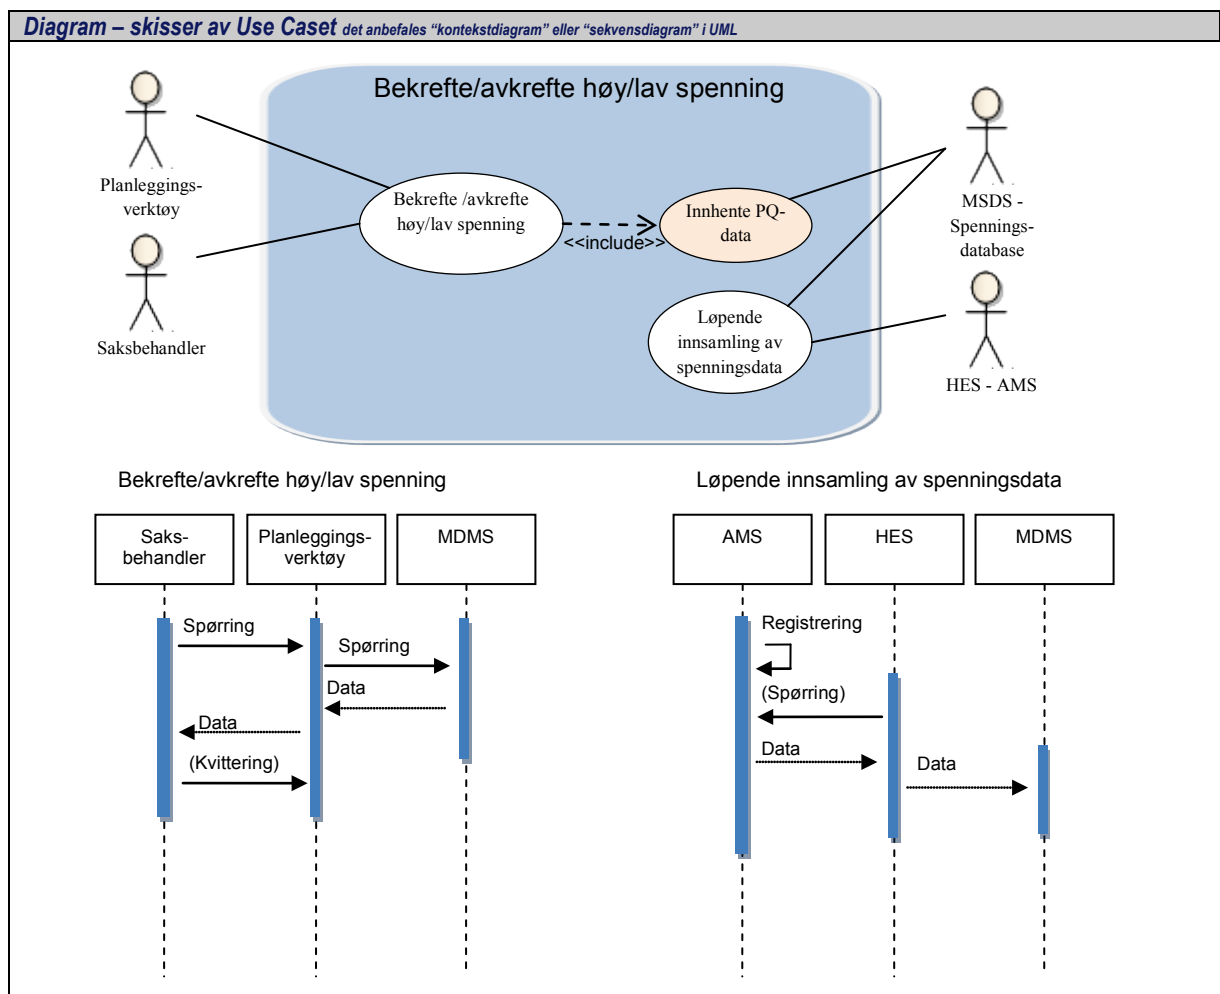 Diagram – skisser av Use Caset det anbefales “kontekstdiagram” eller “sekvensdiagram” i UML
Bekrefte/avkrefte høy/lav spenning
Planleggings-
verktøy
Saksbehandler
Bekrefte /avkrefte
høy/lav spenning
<<include>>
Innhente PQ-
data
Løpende
innsamling av
spenningsdata
MSDS -
Spennings-
database
HES - AMS
Bekrefte/avkrefte høy/lav spenning
Saks-
behandler
Planleggings-
verktøy
MDMS
Spørring
Spørring
Data
Data
(Kvittering)
Løpende innsamling av spenningsdata
AMS
HES
MDMS
Registrering
(Spørring)
Data
Data